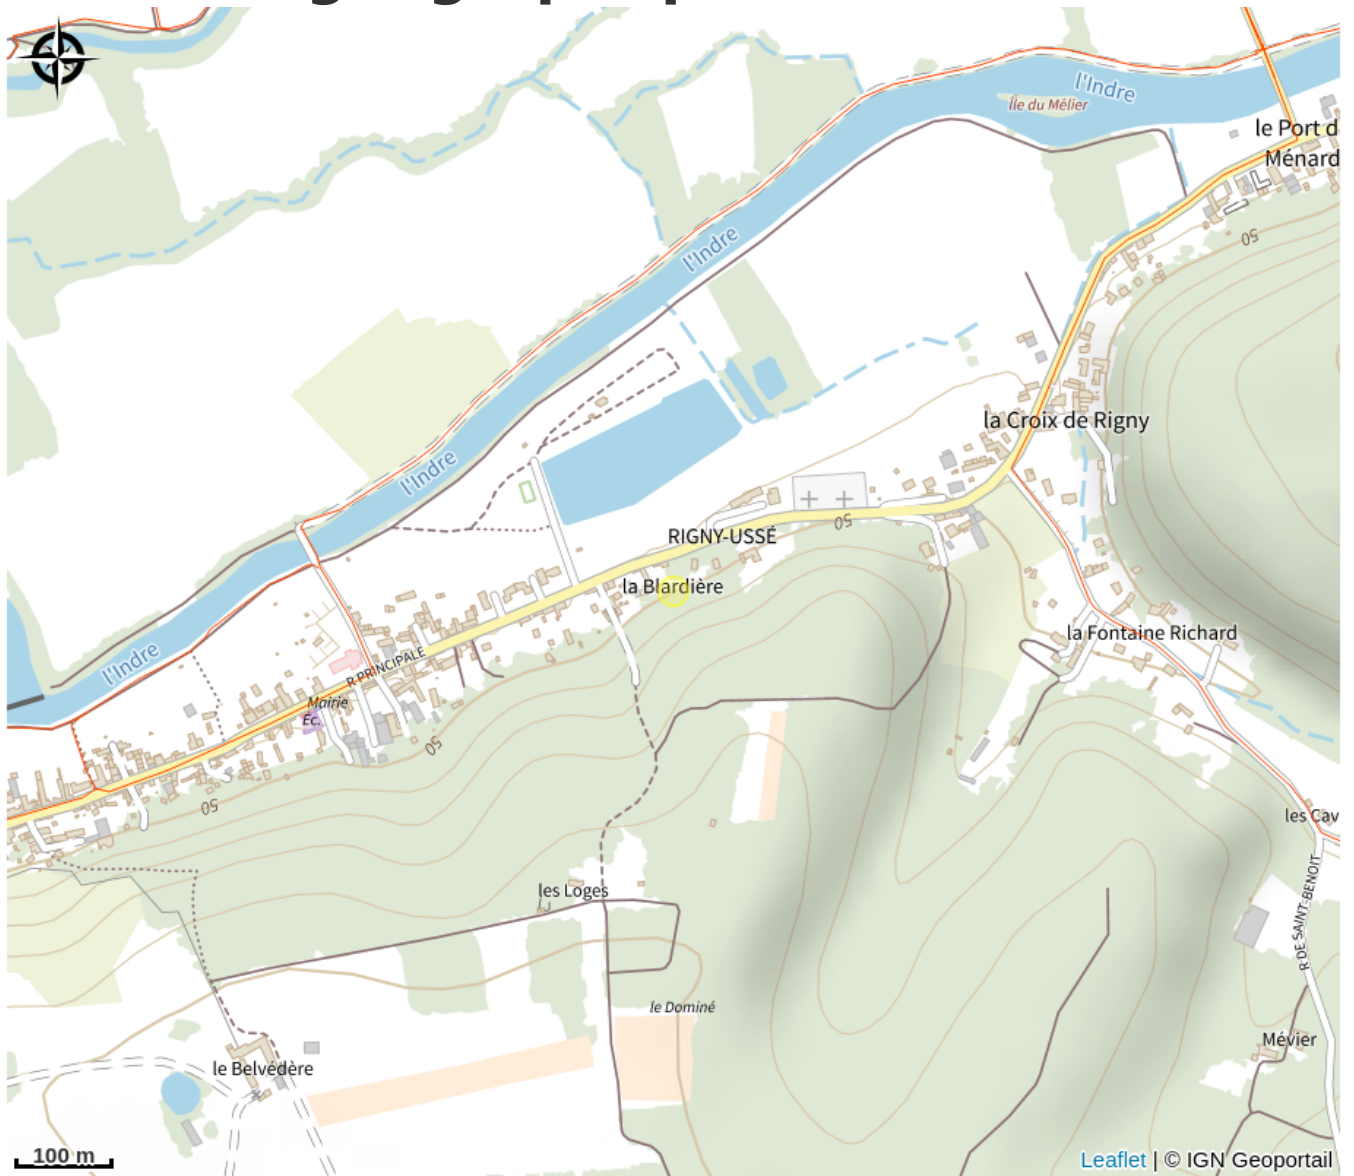 l'Indre
Île du Mêlier
le Port d
Ménard
50
l'Indre
la Croix de Rigny
l'Indre
50
RIGNY-USSÉ
la Blardière
la Fontaine Richard
l'Indre
R PRINCIPALE
Mairie
Éc.
50
50
les Cav
les Loges
R DE SAINT-BENOIT
le Dominé
Mévier
le Belvédère
100 m
Leaflet | © IGN Geoportail